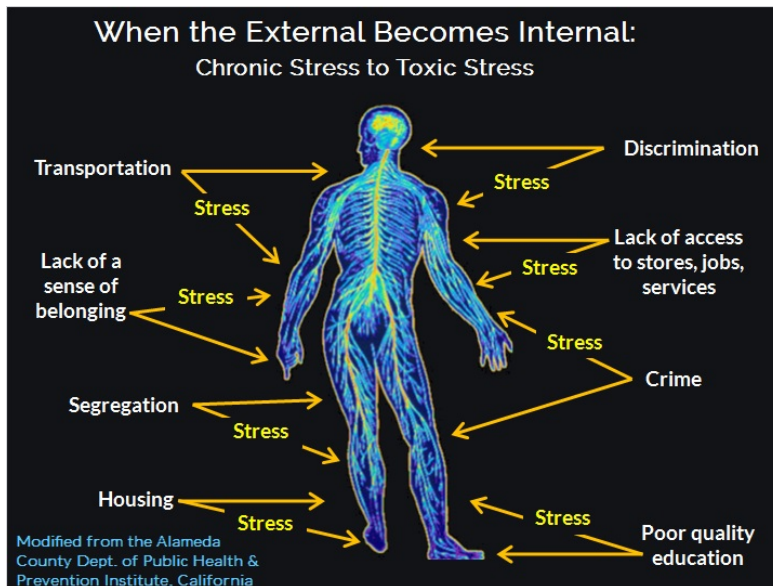 When the External Becomes Internal:
Chronic Stress to Toxic Stress
Transportation
Stress
Discrimination
Stress
Lack of a
sense of
belonging
Stress
Lack of access
to stores, jobs,
services
Stress
Segregation
Stress
Crime
Stress
Housing
Stress
Poor quality
education
Stress
Modified from the Alameda
County Dept. of Public Health &
Prevention Institute, California